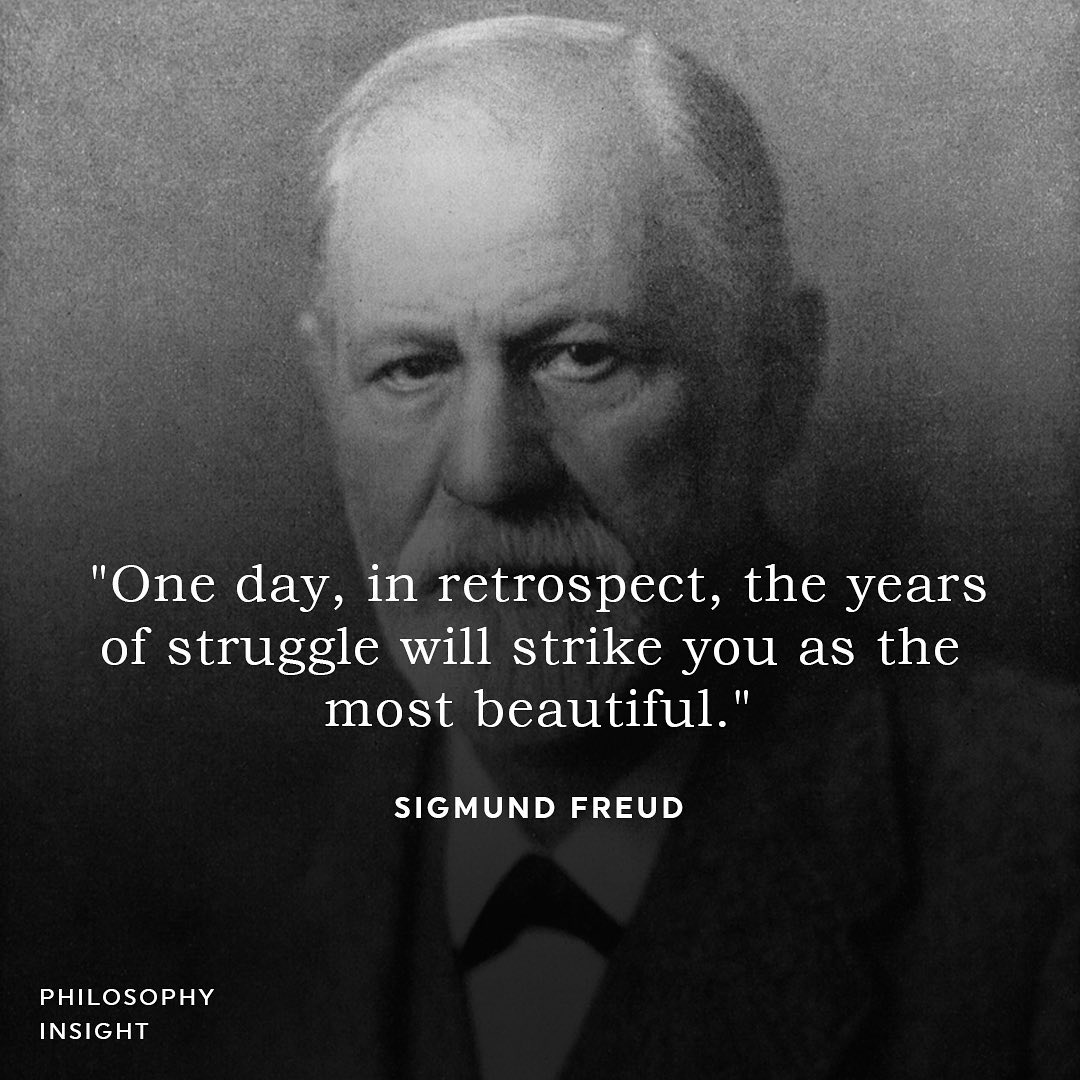 "One day, in retrospect, the years
of struggle will strike you as the
most beautiful."
SIGMUND FREUD
PHILOSOPHY
INSIGHT